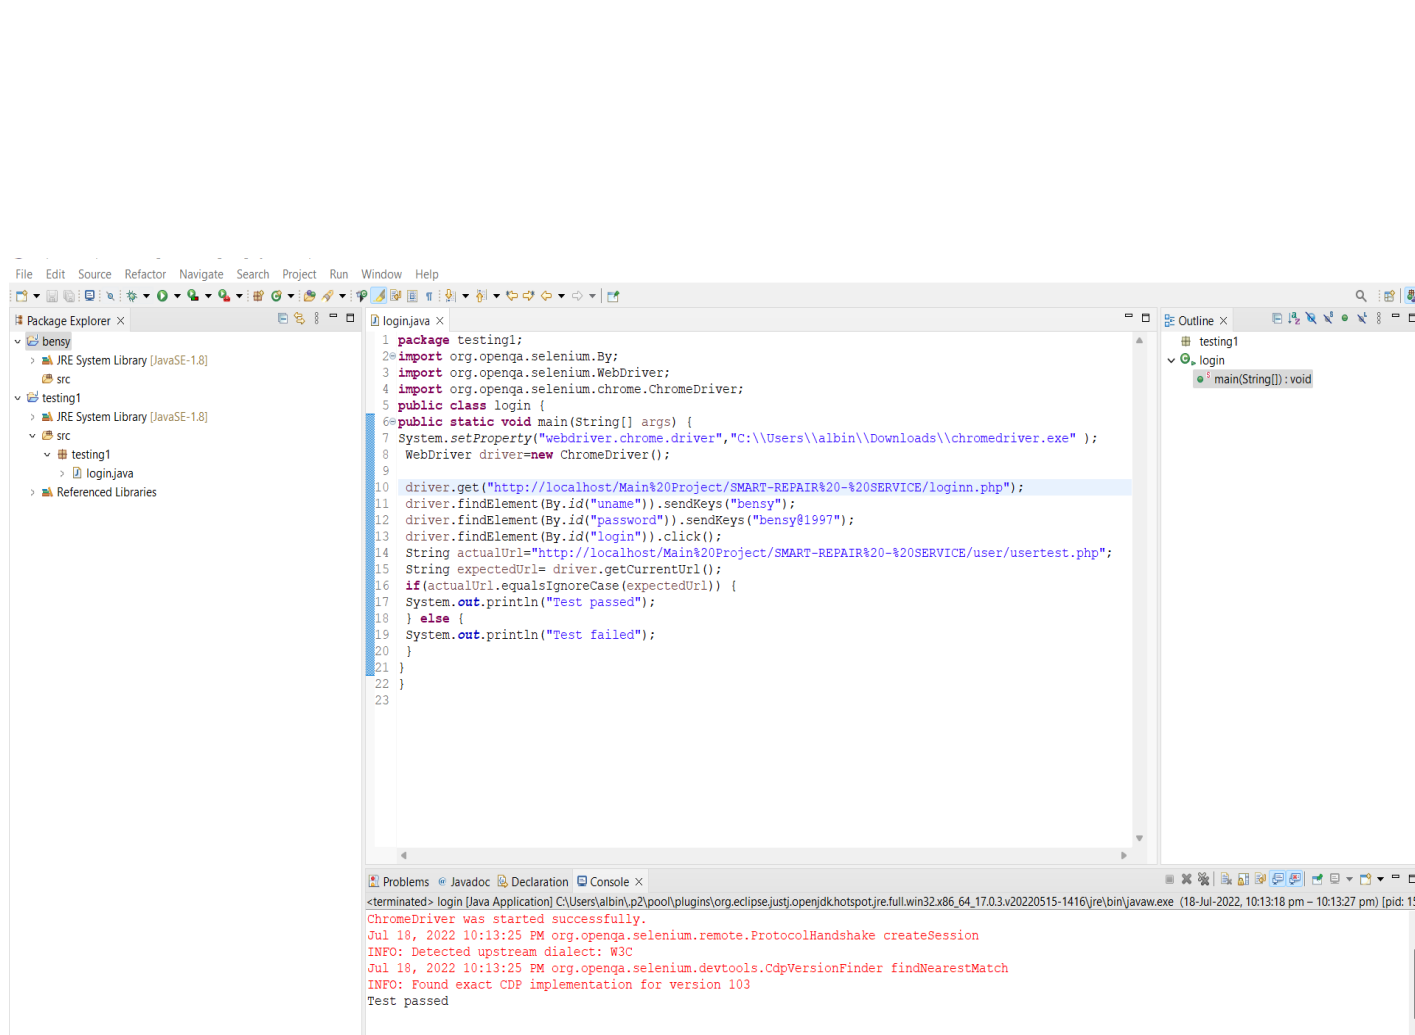 File Edit Source Refactor Navigate Search Project Run Window Help
Package Explorer
bensy
JRE System Library [JavaSE-1.8]
src
testing1
JRE System Library [JavaSE-1.8]
src
testing1
login.java
Referenced Libraries
login.java
1 package testing1;
2 import org.openqa.selenium.By;
3 import org.openqa.selenium.WebDriver;
4 import org.openqa.selenium.chrome.ChromeDriver;
5 public class login {
6 public static void main(String[] args) {
7 System.setProperty("webdriver.chrome.driver","C:\\Users\\albin\\Downloads\\chromedriver.exe" );
8 WebDriver driver=new ChromeDriver();
9
10 driver.get("http://localhost/Main%20Project/SMART-REPAIR%20-%20SERVICE/loginn.php");
11 driver.findElement(By.id("uname")).sendKeys("bensy");
12 driver.findElement(By.id("password")).sendKeys("bensy@1997");
13 driver.findElement(By.id("login")).click();
14 String actualUrl="http://localhost/Main%20Project/SMART-REPAIR%20-%20SERVICE/user/usertest.php";
15 String expectedUrl= driver.getCurrentUrl();
16 if(actualUrl.equalsIgnoreCase(expectedUrl)) {
17 System.out.println("Test passed");
18 } else {
19 System.out.println("Test failed");
20 }
21 }
22 }
23
Outline
testing1
login
main(String[]) : void
Problems Javadoc Declaration Console
<terminated> login [Java Application] C:\Users\albin\.p2\pool\plugins\org.eclipse.justj.openjdk.hotspot.jre.full.win32.x86_64_17.0.3.v20220515-1416\jre\bin\javaw.exe (18-Jul-2022, 10:13:18 pm – 10:13:27 pm) [pid: 15
ChromeDriver was started successfully.
Jul 18, 2022 10:13:25 PM org.openqa.selenium.remote.ProtocolHandshake createSession
INFO: Detected upstream dialect: W3C
Jul 18, 2022 10:13:25 PM org.openqa.selenium.devtools.CdpVersionFinder findNearestMatch
INFO: Found exact CDP implementation for version 103
Test passed